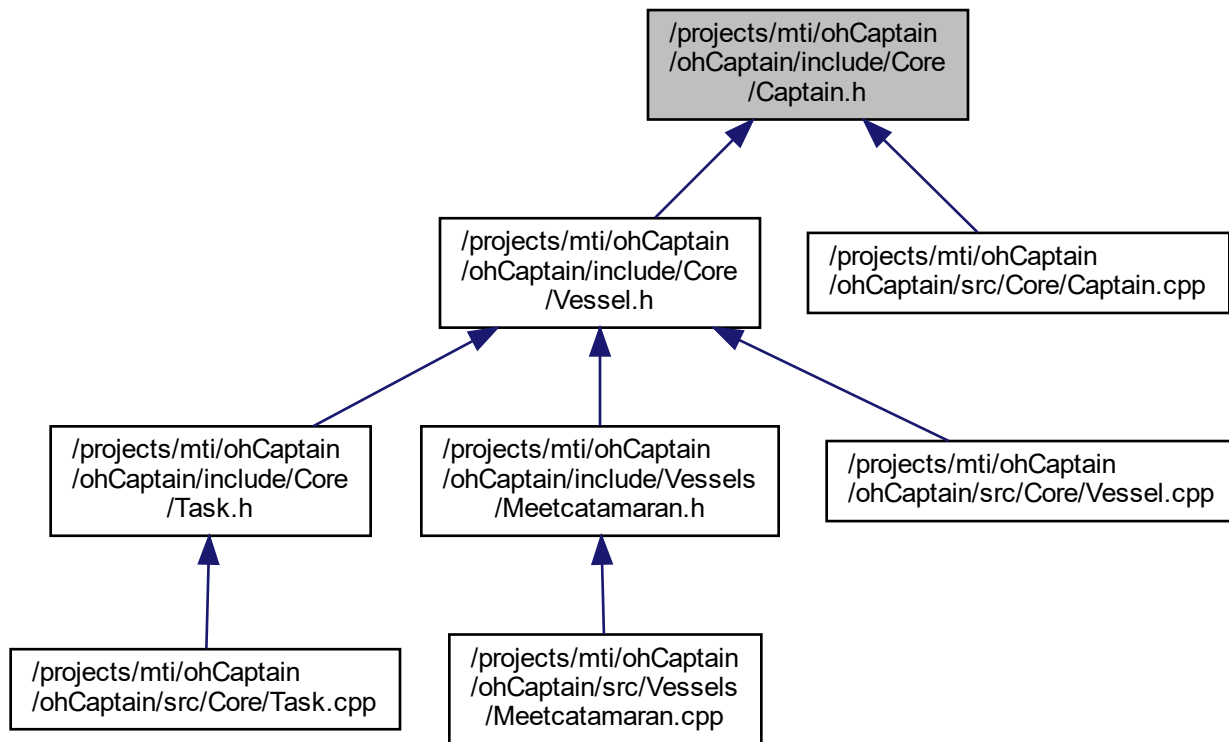 /projects/mti/ohCaptain
/ohCaptain/include/Core
/Captain.h
/projects/mti/ohCaptain
/ohCaptain/include/Core
/Vessel.h
/projects/mti/ohCaptain
/ohCaptain/src/Core/Captain.cpp
/projects/mti/ohCaptain
/ohCaptain/include/Core
/Task.h
/projects/mti/ohCaptain
/ohCaptain/include/Vessels
/Meetcatamaran.h
/projects/mti/ohCaptain
/ohCaptain/src/Core/Vessel.cpp
/projects/mti/ohCaptain
/ohCaptain/src/Core/Task.cpp
/projects/mti/ohCaptain
/ohCaptain/src/Vessels
/Meetcatamaran.cpp